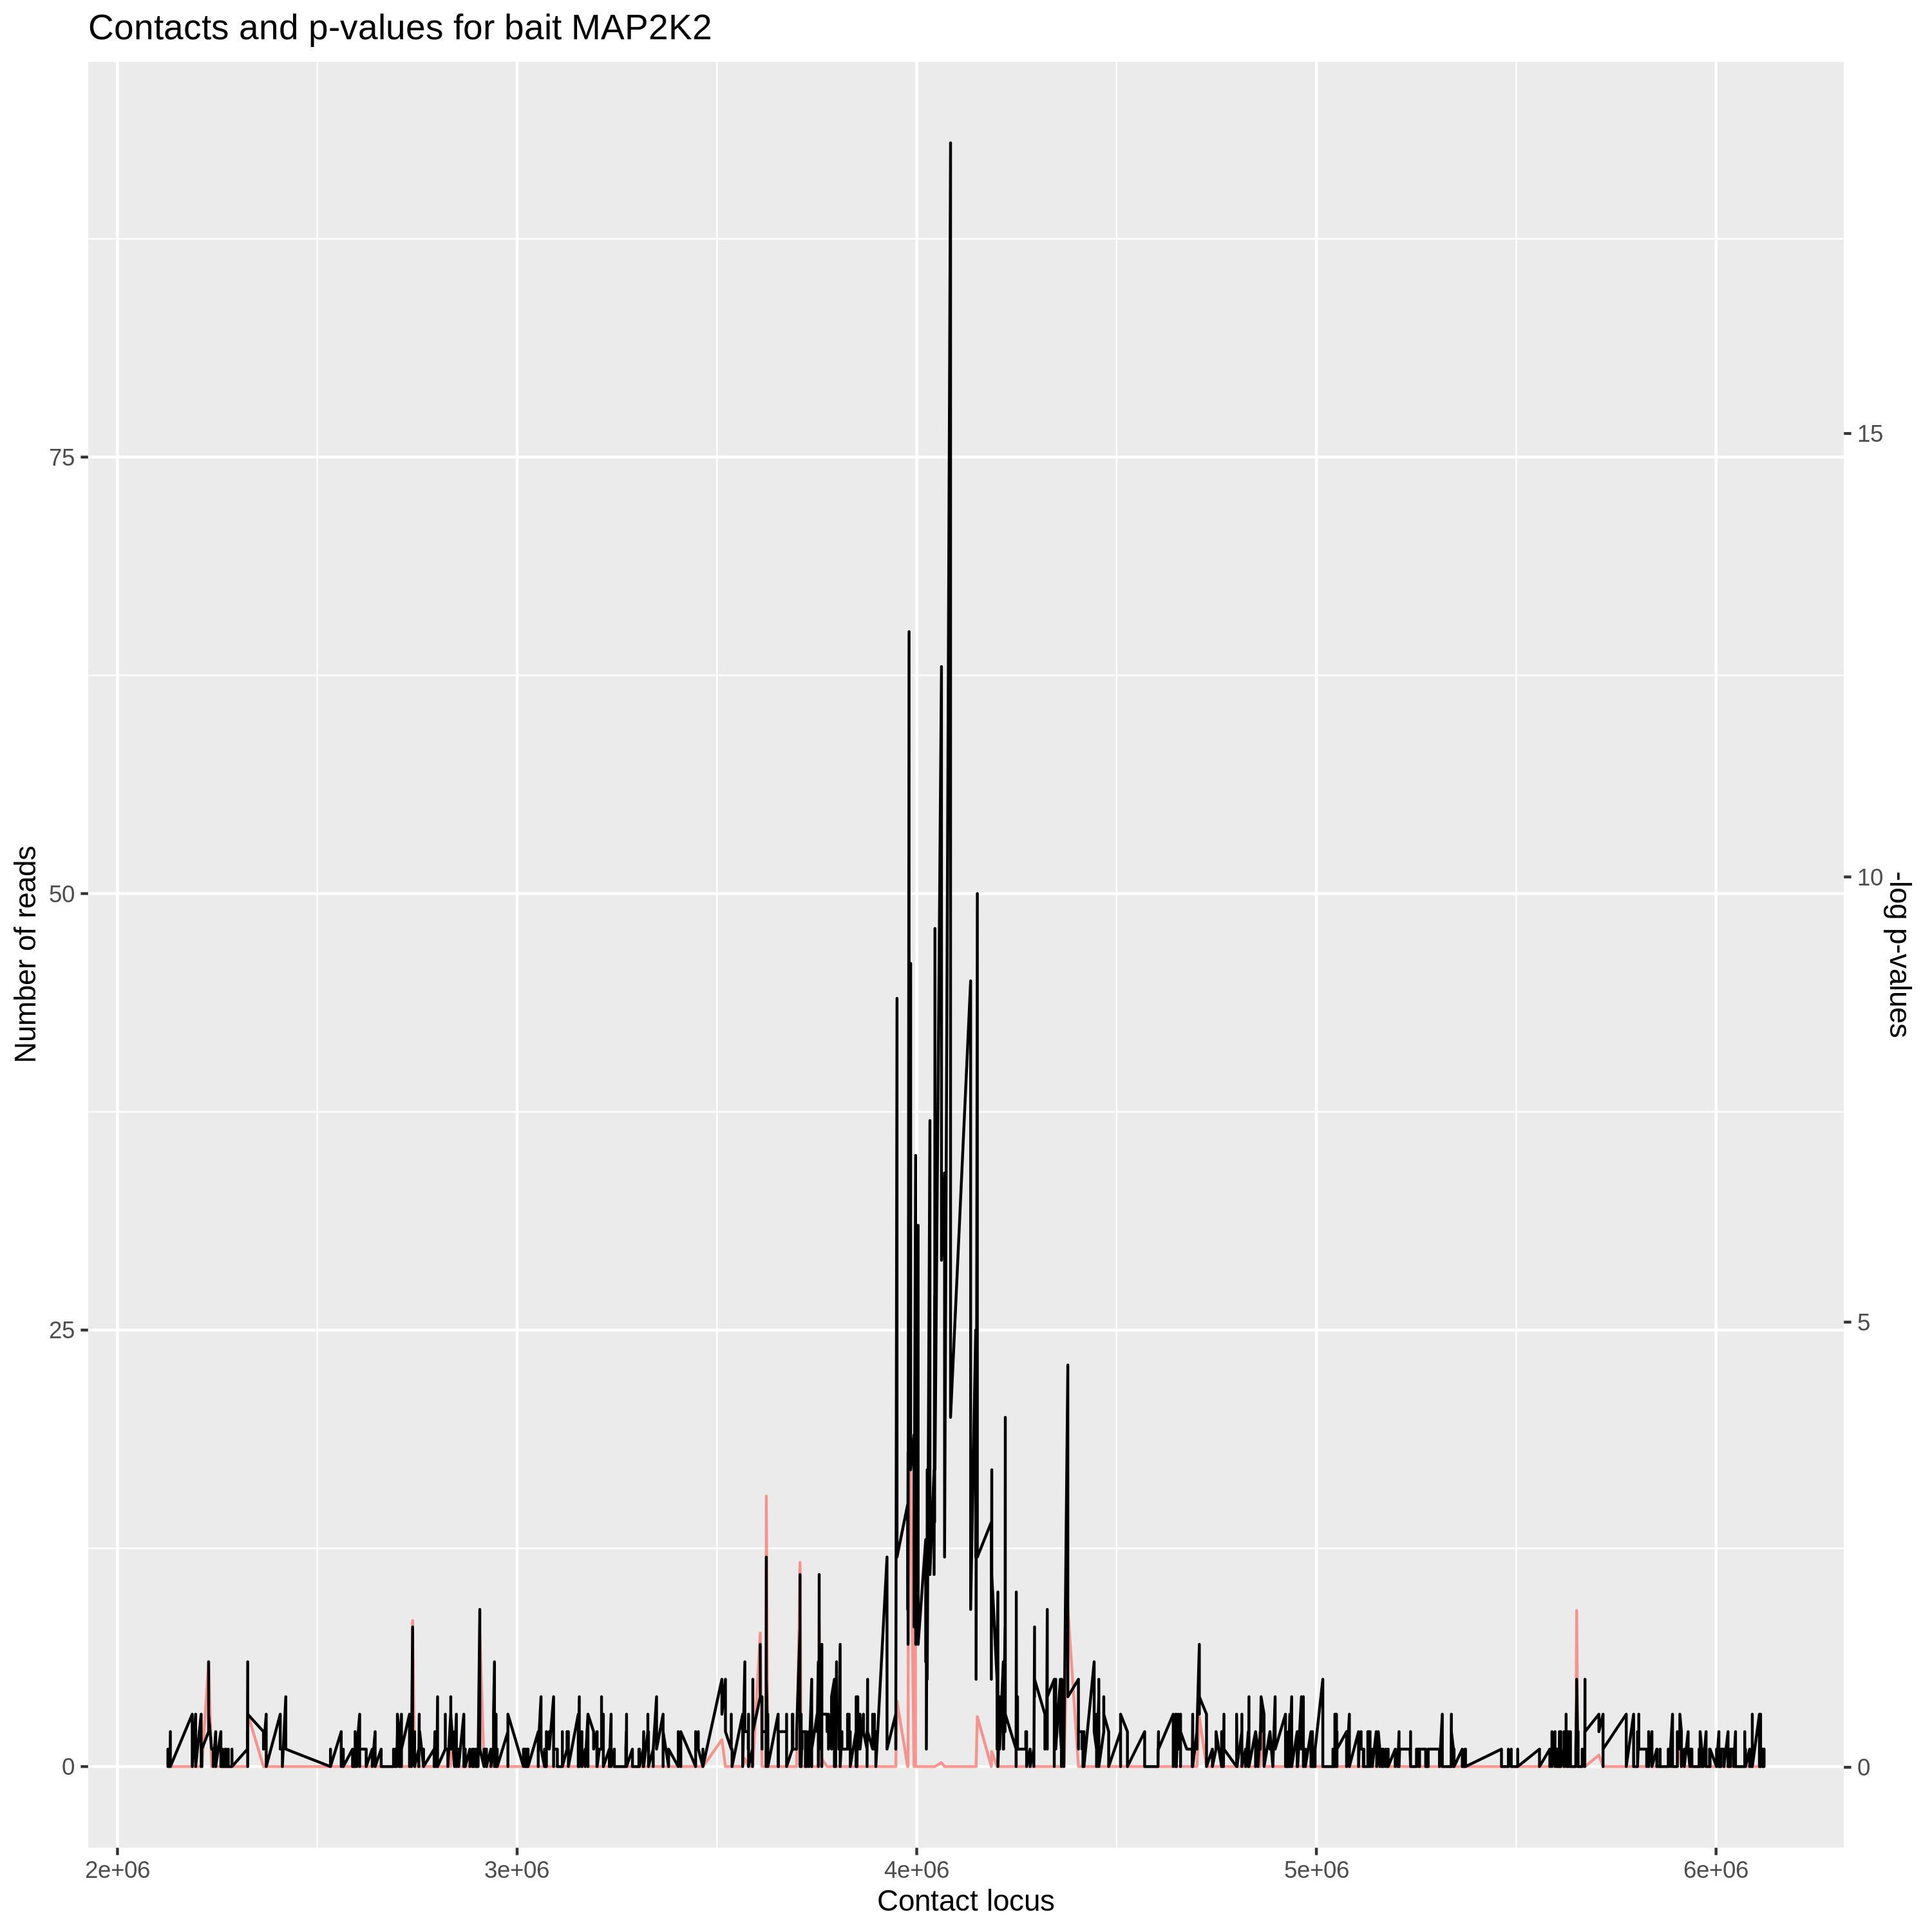 Contacts and p-values for bait MAP2K2
Number of reads
75
50
25
0
15
10
5
0
-log p-values
2e+06 3e+06 4e+06 5e+06 6e+06
Contact locus